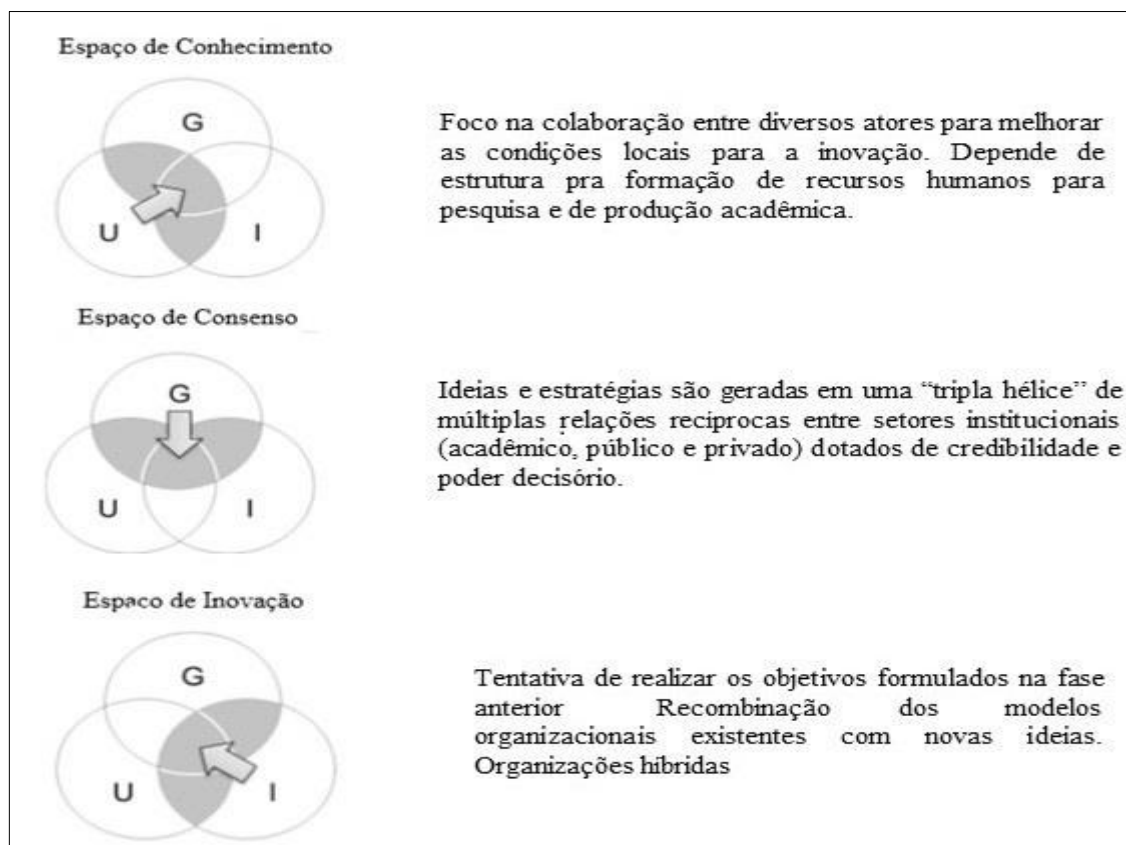 Espaço de Conhecimento
G
U
I
Foco na colaboração entre diversos atores para melhorar
as condições locais para a inovação. Depende de
estrutura pra formação de recursos humanos para
pesquisa e de produção acadêmica.
Espaço de Consenso
G
U
I
Ideias e estratégias são geradas em uma “tripla hélice” de
múltiplas relações recíprocas entre setores institucionais
(acadêmico, público e privado) dotados de credibilidade e
poder decisório.
Espaco de Inovação
G
U
I
Tentativa de realizar os objetivos formulados na fase
anterior Recombinação dos modelos
organizacionais existentes com novas ideias.
Organizações híbridas